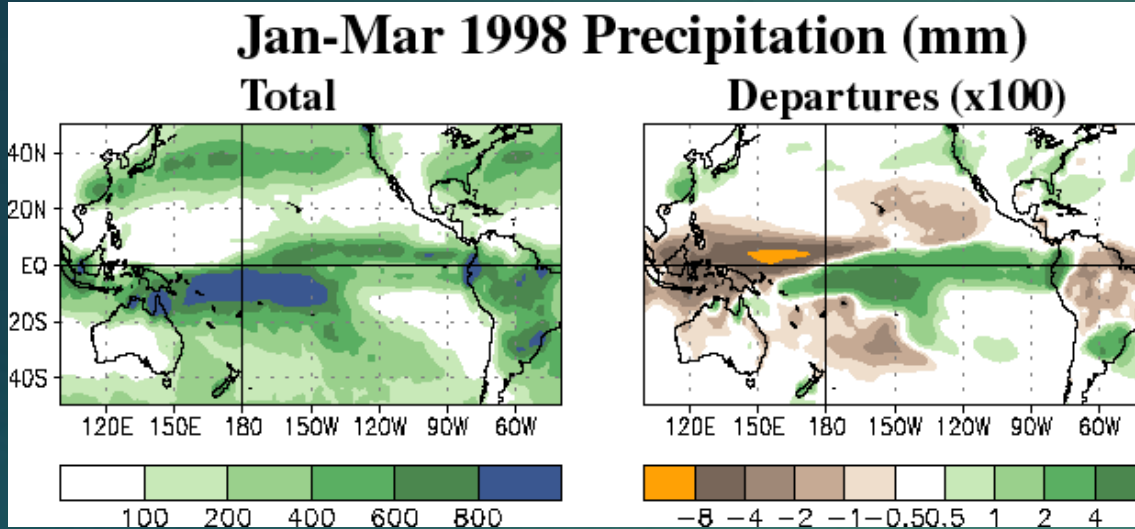 Jan-Mar 1998 Precipitation (mm)
Total
Departures (x100)
40N
20N
EQ
20S
40S
120E 150E 180 150W 120W 90W 60W
120E 150E 180 150W 120W 90W 60W
100 200 400 600 800
-8 -4 -2 -1 -0.5 0.5 1 2 4